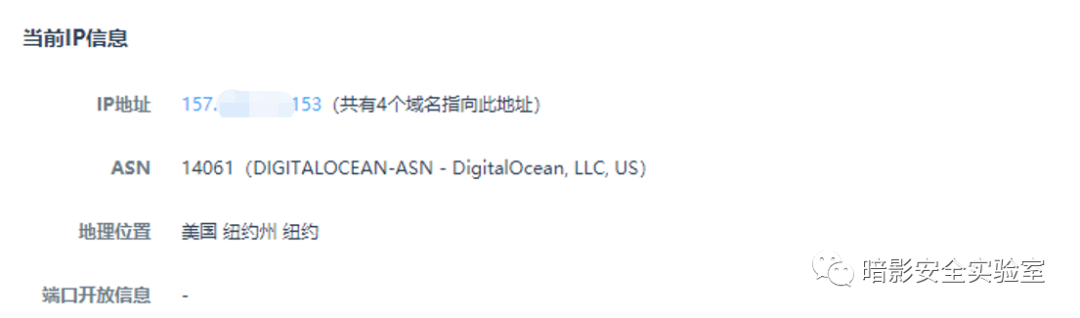 当前IP信息
IP地址 157. 153（共有4个域名指向此地址）
ASN 14061（DIGITALOCEAN-ASN - DigitalOcean, LLC, US）
地理位置 美国 纽约州 纽约
端口开放信息 -
暗影安全实验室